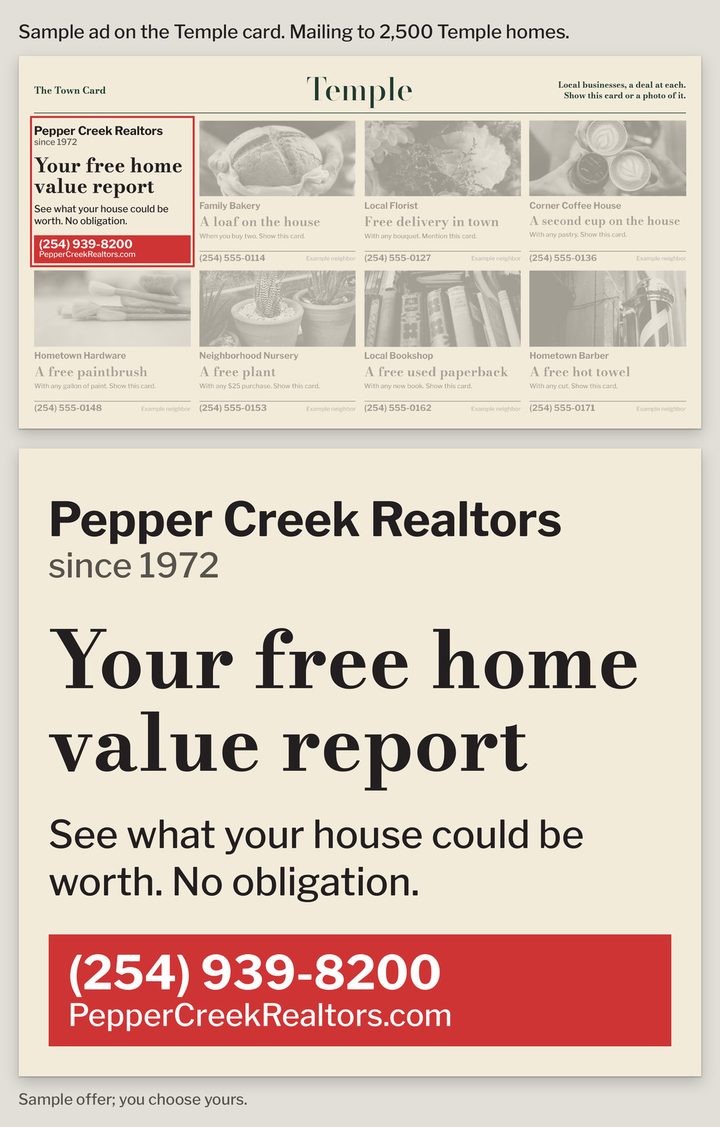 Sample ad on the Temple card. Mailing to 2,500 Temple homes.
The Town Card
Temple
Local businesses, a deal at each.
Show this card or a photo of it.
Pepper Creek Realtors
since 1972
Your free home
value report
See what your house could be
worth. No obligation.
(254) 939-8200
PepperCreekRealtors.com
Family Bakery
A loaf on the house
When you buy two. Show this card.
(254) 555-0114
Example neighbor
Local Florist
Free delivery in town
With any bouquet. Mention this card.
(254) 555-0127
Example neighbor
Corner Coffee House
A second cup on the house
With any pastry. Show this card.
(254) 555-0136
Example neighbor
Hometown Hardware
A free paintbrush
With any gallon of paint. Show this card.
(254) 555-0148
Example neighbor
Neighborhood Nursery
A free plant
With any $25 purchase. Show this card.
(254) 555-0153
Example neighbor
Local Bookshop
A free used paperback
With any new book. Show this card.
(254) 555-0162
Example neighbor
Hometown Barber
A free hot towel
With any cut. Show this card.
(254) 555-0171
Example neighbor
Pepper Creek Realtors
since 1972
Your free home
value report
See what your house could be
worth. No obligation.
(254) 939-8200
PepperCreekRealtors.com
Sample offer; you choose yours.